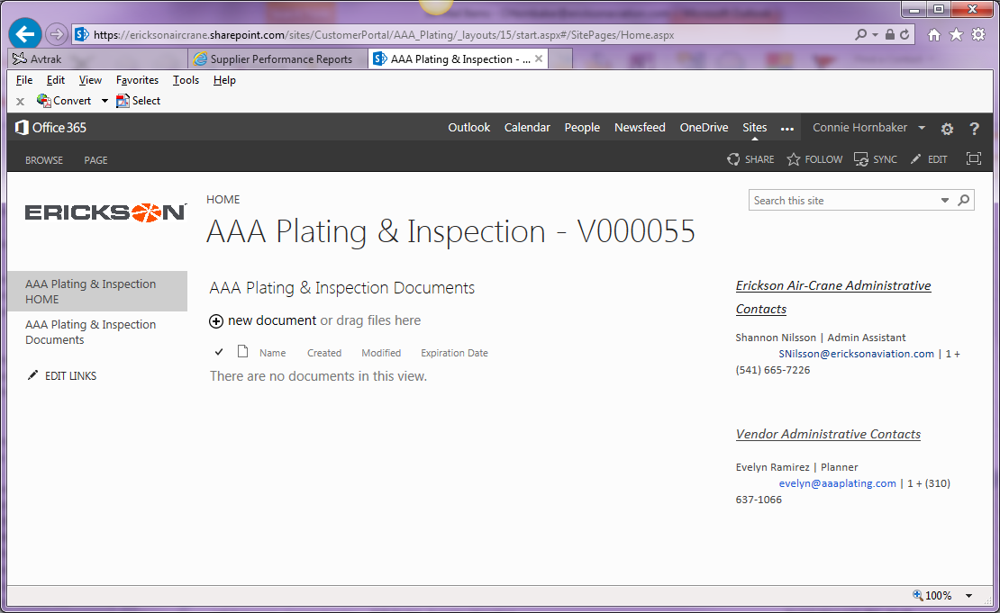 https://ericksonaircrane.sharepoint.com/sites/CustomerPortal/AAA_Plating/_layouts/15/start.aspx#/SitePages/Home.aspx
Avtrak
Supplier Performance Reports
AAA Plating & Inspection - ...
File Edit View Favorites Tools Help
Convert Select
Office 365
Outlook Calendar People Newsfeed OneDrive Sites ... Connie Hornbaker ?
BROWSE PAGE
SHARE FOLLOW SYNC EDIT
ERICKSON
HOME
Search this site
AAA Plating & Inspection - V000055
AAA Plating & Inspection
HOME
AAA Plating & Inspection
Documents
EDIT LINKS
AAA Plating & Inspection Documents
new document or drag files here
Name Created Modified Expiration Date
There are no documents in this view.
Erickson Air-Crane Administrative
Contacts
Shannon Nilsson | Admin Assistant
SNilsson@ericksonaviation.com | 1 +
(541) 665-7226
Vendor Administrative Contacts
Evelyn Ramirez | Planner
evelyn@aaaplating.com | 1 + (310)
637-1066
100%